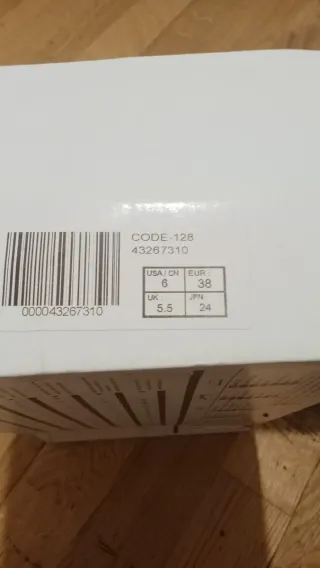 CODE-128
43267310
000043267310
USA / CN EUR
6 38
UK JPN
5.5 24